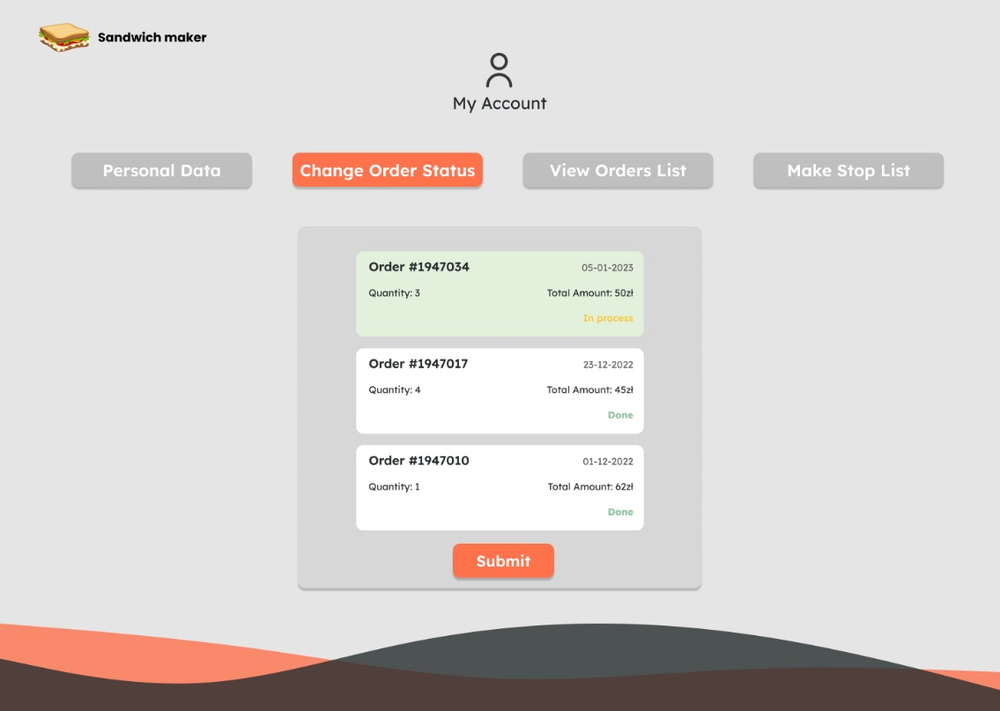 Sandwich maker
My Account
Personal Data
Change Order Status
View Orders List
Make Stop List
Order #1947034
05-01-2023
Quantity: 3
Total Amount: 50zł
In process
Order #1947017
23-12-2022
Quantity: 4
Total Amount: 45zł
Done
Order #1947010
01-12-2022
Quantity: 1
Total Amount: 62zł
Done
Submit